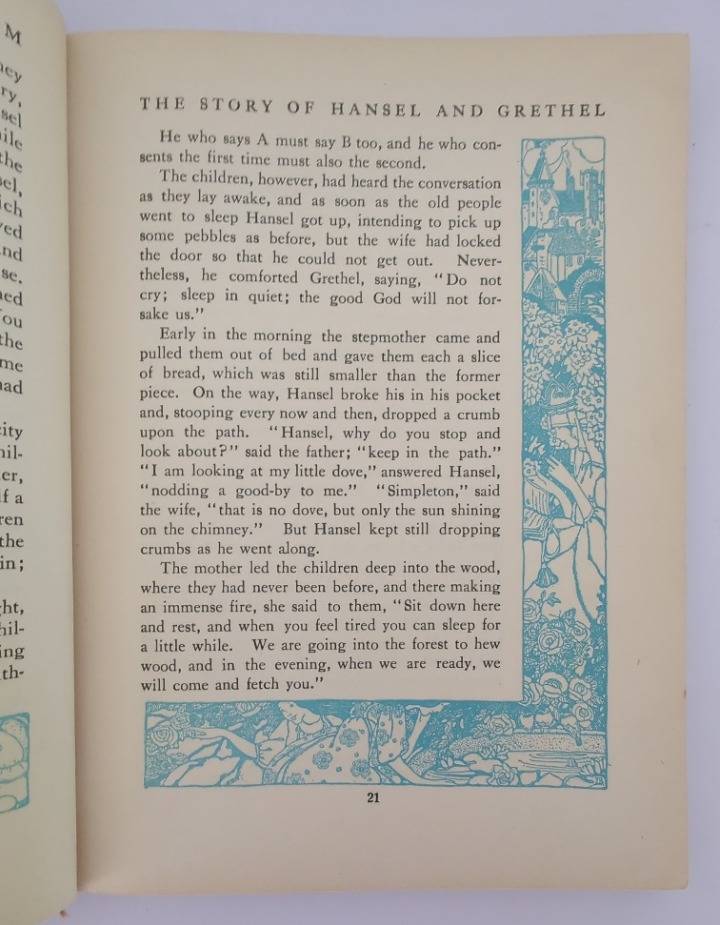 M
THE STORY OF HANSEL AND GRETHEL
He who says A must say B too, and he who con-
sents the first time must also the second.
The children, however, had heard the conversation
as they lay awake, and as soon as the old people
went to sleep Hansel got up, intending to pick up
some pebbles as before, but the wife had locked
the door so that he could not get out. Never-
theless, he comforted Grethel, saying, "Do not
cry; sleep in quiet; the good God will not for-
sake us."
Early in the morning the stepmother came and
pulled them out of bed and gave them each a slice
of bread, which was still smaller than the former
piece. On the way, Hansel broke his in his pocket
and, stooping every now and then, dropped a crumb
upon the path. "Hansel, why do you stop and
look about?" said the father; "keep in the path."
"I am looking at my little dove," answered Hansel,
"nodding a good-by to me." "Simpleton," said
the wife, "that is no dove, but only the sun shining
on the chimney." But Hansel kept still dropping
crumbs as he went along.
The mother led the children deep into the wood,
where they had never been before, and there making
an immense fire, she said to them, "Sit down here
and rest, and when you feel tired you can sleep for
a little while. We are going into the forest to hew
wood, and in the evening, when we are ready, we
will come and fetch you."
21